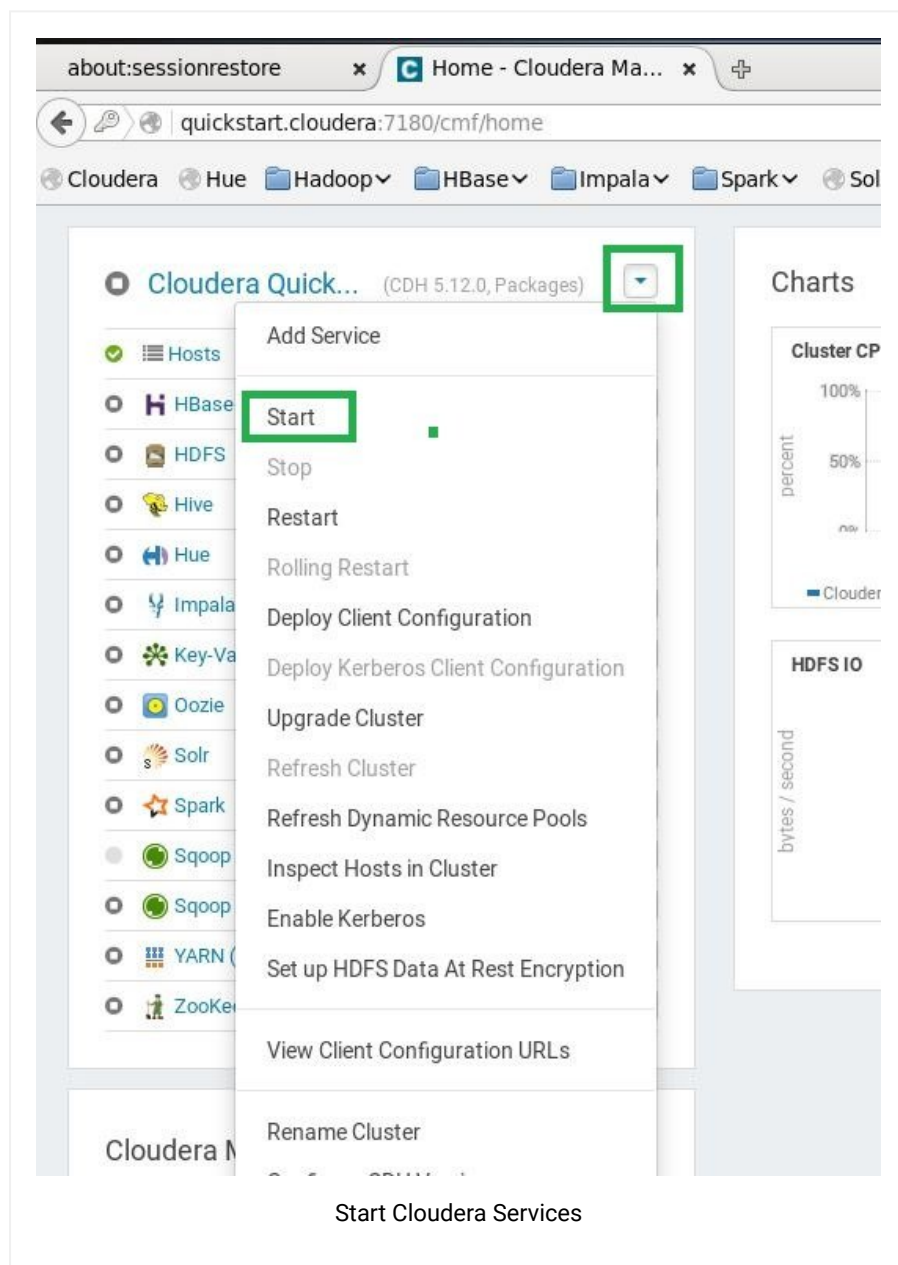 about:sessionrestore Home - Cloudera Ma...
quickstart.cloudera:7180/cmf/home
Cloudera Hue Hadoop HBase Impala Spark Sol
Cloudera Quick... (CDH 5.12.0, Packages)
Hosts
HBase
HDFS
Hive
Hue
Impala
Key-Va
Oozie
Solr
Spark
Sqoop
Sqoop
YARN (
ZooKe
Add Service
Start
Stop
Restart
Rolling Restart
Deploy Client Configuration
Deploy Kerberos Client Configuration
Upgrade Cluster
Refresh Cluster
Refresh Dynamic Resource Pools
Inspect Hosts in Cluster
Enable Kerberos
Set up HDFS Data At Rest Encryption
View Client Configuration URLs
Rename Cluster
Cloudera M
Charts
Cluster CP
percent
100%
50%
0%
Clouder
HDFS IO
bytes / second
Start Cloudera Services